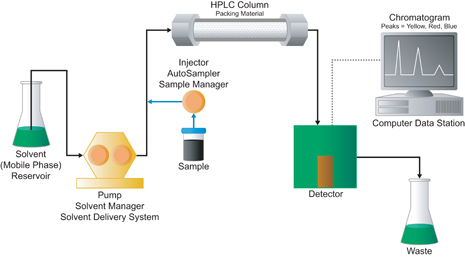 HPLC Column
Packing Material
Chromatogram
Peaks = Yellow, Red, Blue
Injector
AutoSampler
Sample Manager
Computer Data Station
Solvent
(Mobile Phase)
Reservoir
Sample
Pump
Solvent Manager
Solvent Delivery System
Detector
Waste